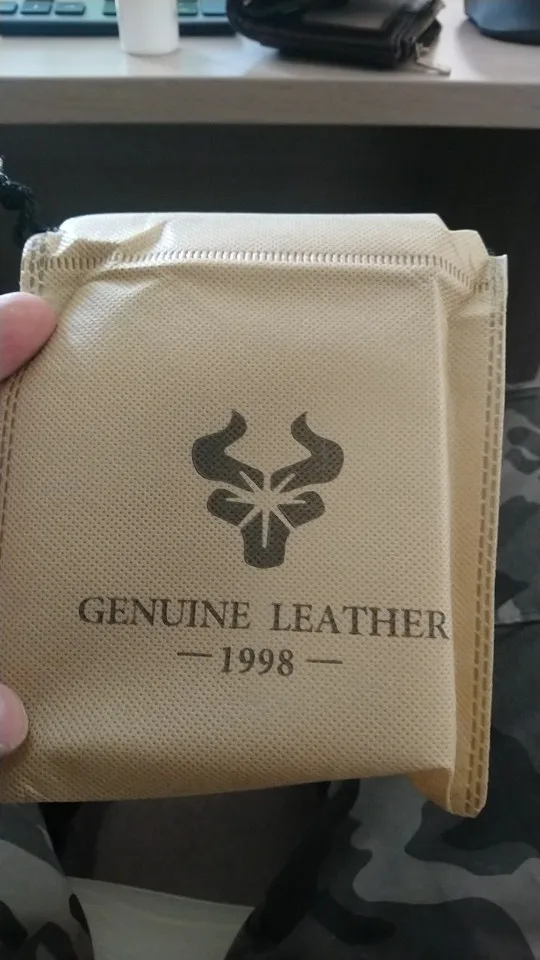 GENUINE LEATHER
— 1998 —